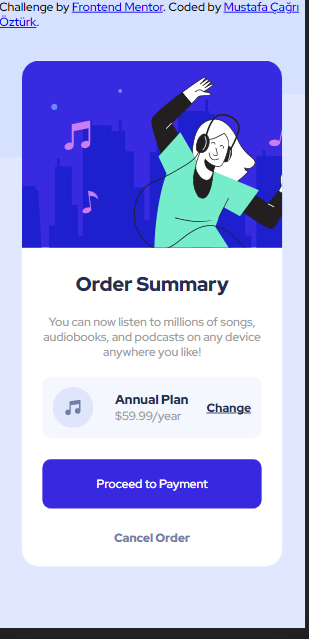 Challenge by Frontend Mentor. Coded by Mustafa Çağrı
Öztürk.
Order Summary
You can now listen to millions of songs,
audiobooks, and podcasts on any device
anywhere you like!
Annual Plan
$59.99/year
Change
Proceed to Payment
Cancel Order